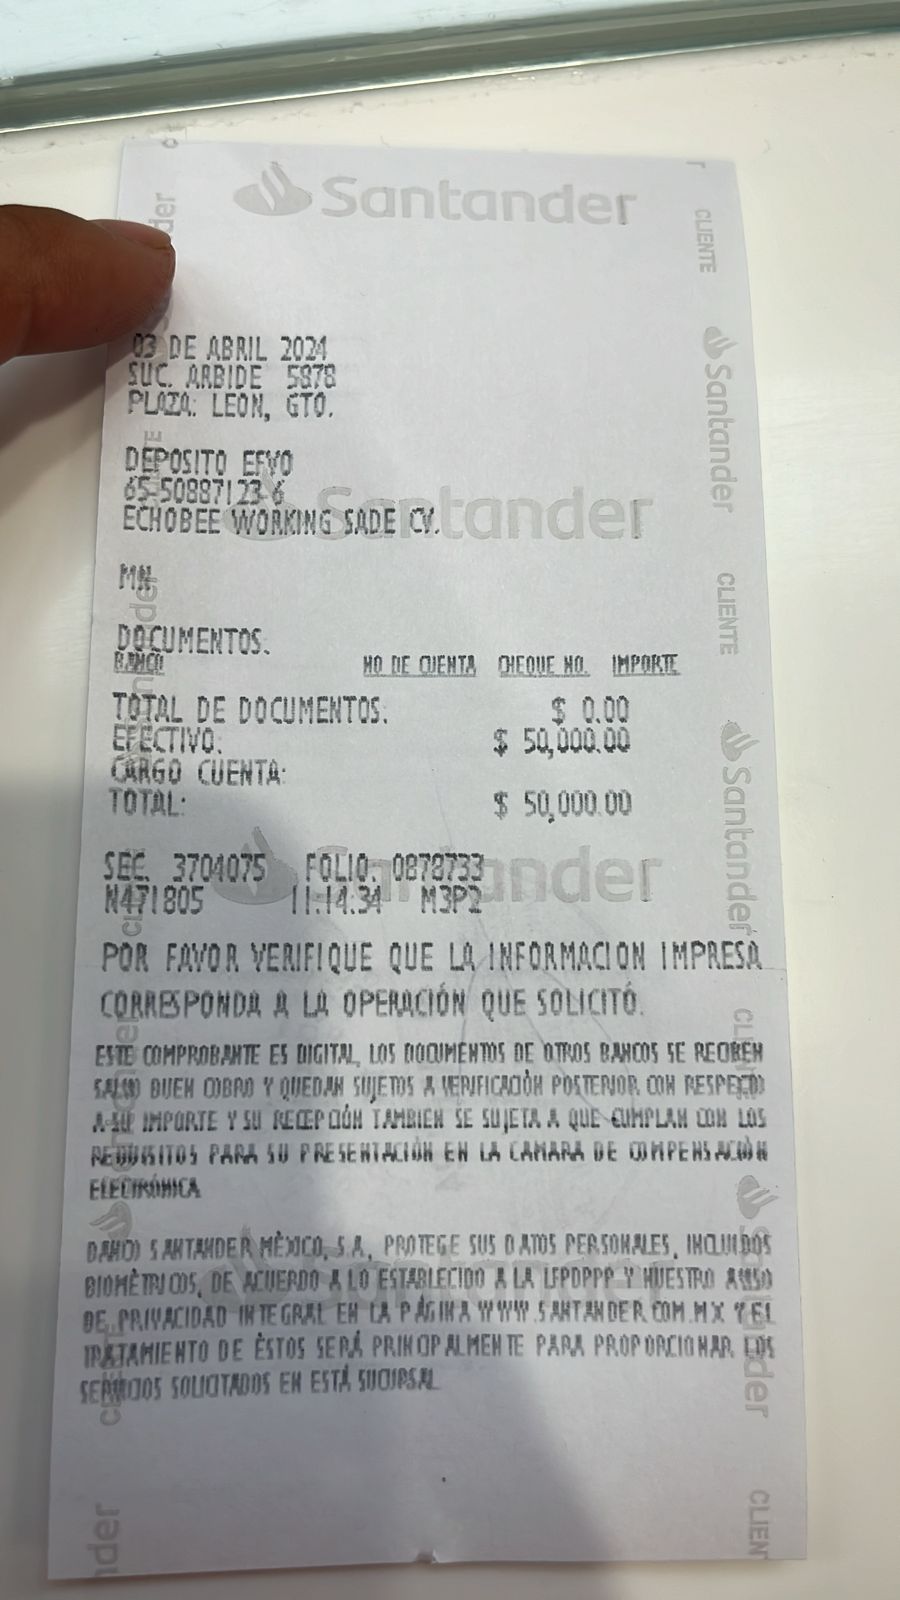 Santander
CLIENTE
03 DE ABRIL 2024
SUC. ARBIDE 5878
PLAZA: LEON, GTO.
DEPOSITO EFVO
65-50887123-6
ECHOBEE WORKING SADE CV.
MN
DOCUMENTOS.
BANCO NO DE CUENTA CHEQUE NO. IMPORTE
TOTAL DE DOCUMENTOS. $ 0.00
EFECTIVO: $ 50,000.00
CARGO CUENTA:
TOTAL: $ 50,000.00
SEC. 3704075 FOLIO. 0878733
N471805 11.14.34 M3P2
POR FAVOR VERIFIQUE QUE LA INFORMACION IMPRESA
CORRESPONDA A LA OPERACIÓN QUE SOLICITÓ.
ESTE COMPROBANTE ES DIGITAL, LOS DOCUMENTOS DE OTROS BANCOS SE RECIBEN
SALVO BUEN COBRO Y QUEDAN SUJETOS A VERIFICACIÓN POSTERIOR CON RESPECTO
A SU IMPORTE Y SU RECEPCIÓN TAMBIEN SE SUJETA A QUE CUMPLAN CON LOS
REQUISITOS PARA SU PRESENTACIÓN EN LA CAMARA DE COMPENSACIÓN
ELECTRÓNICA
BANCO SANTANDER MÈXICO, S.A, PROTEGE SUS DATOS PERSONALES, INCLUIDOS
BIOMÈTRICOS, DE ACUERDO A LO ESTABLECIDO A LA LFPDPPP Y NUESTRO AVISO
DE PRIVACIDAD INTEGRAL EN LA PÁGINA WWW.SANTANDER.COM.MX Y EL
TRATAMIENTO DE ÈSTOS SERÁ PRINCIPALMENTE PARA PROPORCIONAR LOS
SERVICIOS SOLICITADOS EN ESTÁ SUCURSAL